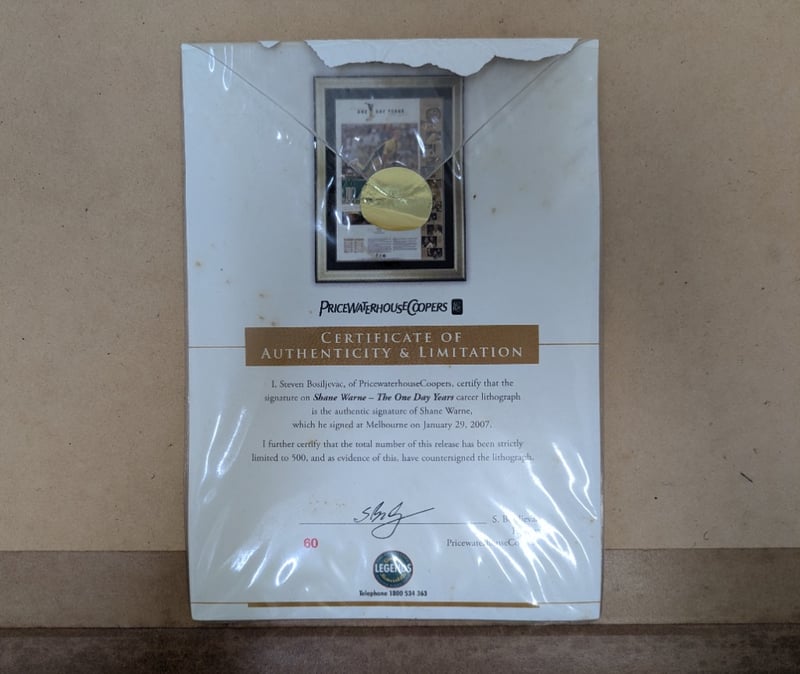 ONE DAY YEARS
PRICEWATERHOUSECOOPERS
CERTIFICATE OF
AUTHENTICITY & LIMITATION
I, Steven Bosiljevac, of PricewaterhouseCoopers, certify that the
signature on Shane Warne – The One Day Years career lithograph
is the authentic signature of Shane Warne,
which he signed at Melbourne on January 29, 2007.
I further certify that the total number of this release has been strictly
limited to 500, and as evidence of this, have countersigned the lithograph.
S.
60
LEGENDS
Telephone 1800 534 363